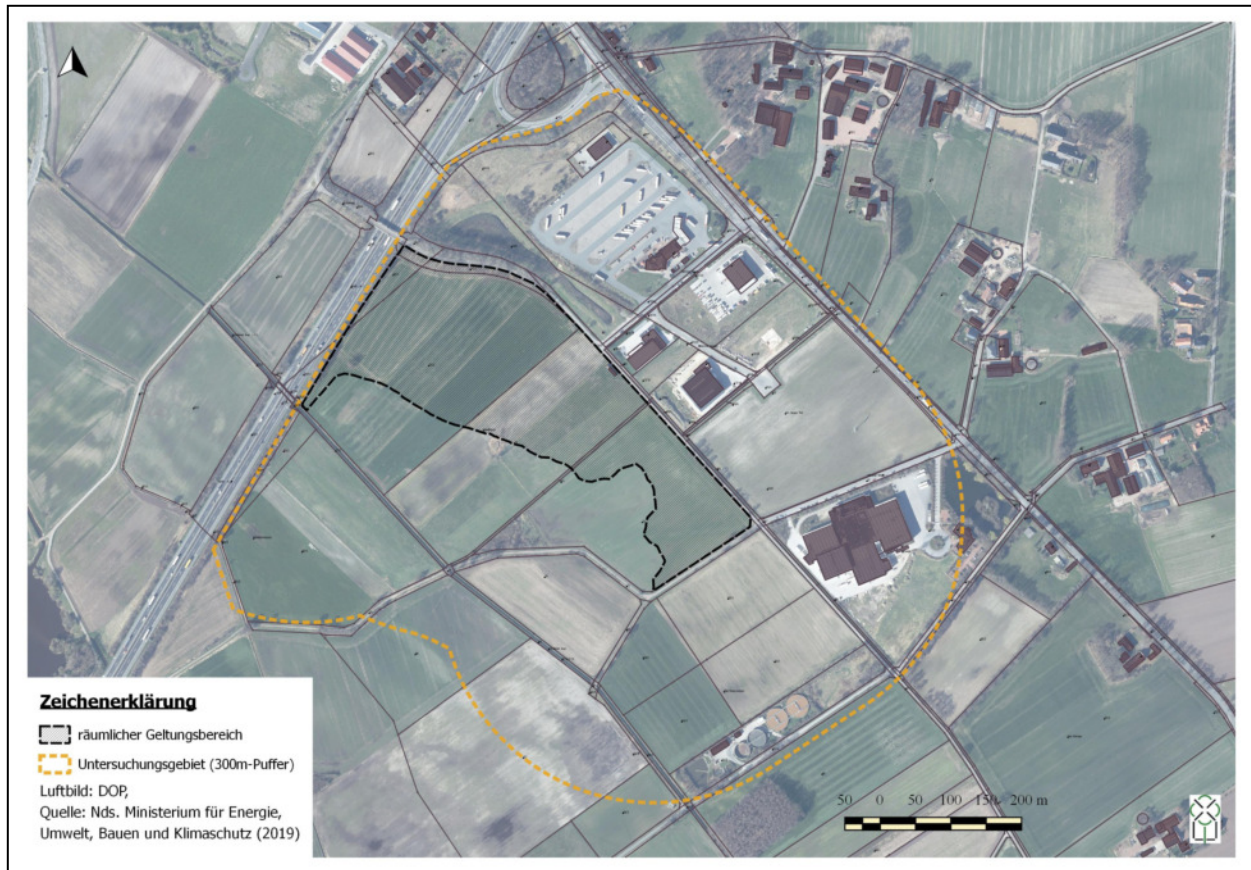 Zeichenerklärung
räumlicher Geltungsbereich
Untersuchungsgebiet (300m-Puffer)
Luftbild: DOP,
Quelle: Nds. Ministerium für Energie,
Umwelt, Bauen und Klimaschutz (2019)
50 0 50 100 150 200 m